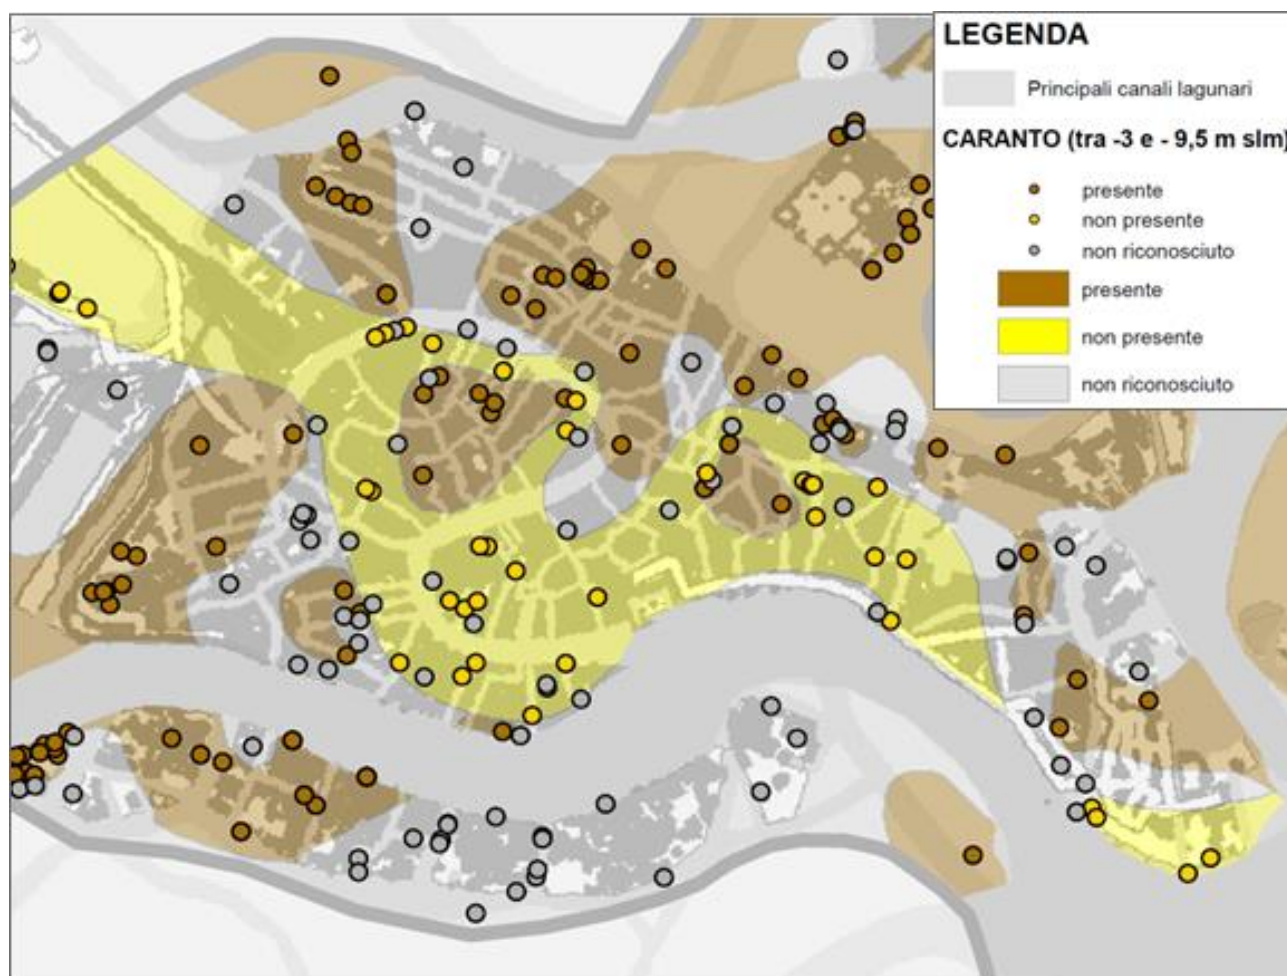 LEGENDA
Principali canali lagunari
CARANTO (tra -3 e - 9,5 m slm)
presente
non presente
non riconosciuto
presente
non presente
non riconosciuto